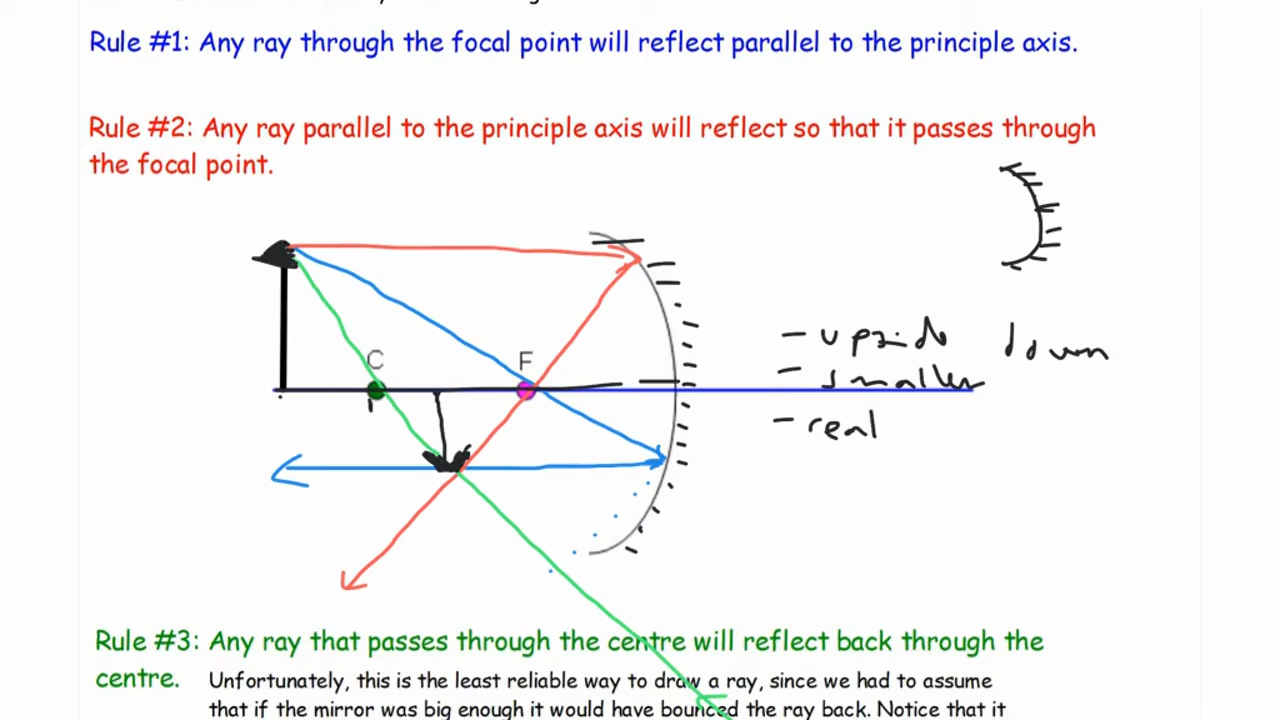 Rule #1: Any ray through the focal point will reflect parallel to the principle axis.
Rule #2: Any ray parallel to the principle axis will reflect so that it passes through
the focal point.
C
F
- upside down
- smaller
- real
Rule #3: Any ray that passes through the centre will reflect back through the
centre. Unfortunately, this is the least reliable way to draw a ray, since we had to assume
that if the mirror was big enough it would have bounced the ray back. Notice that it